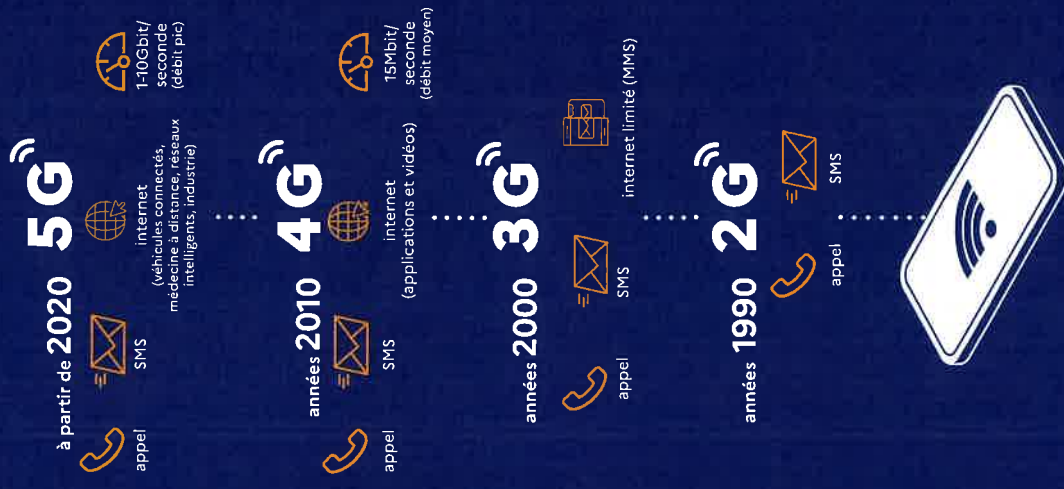 à partir de 2020 5G
appel
SMS
internet
(véhicules connectés,
médecine à distance, réseaux
intelligents, industrie)
1-10Gbit/
seconde
(débit pic)
années 2010 4G
appel
SMS
internet
(applications et vidéos)
15Mbit/
seconde
(débit moyen)
années 2000 3G
appel
SMS
internet limité (MMS)
années 1990 2G
appel
SMS